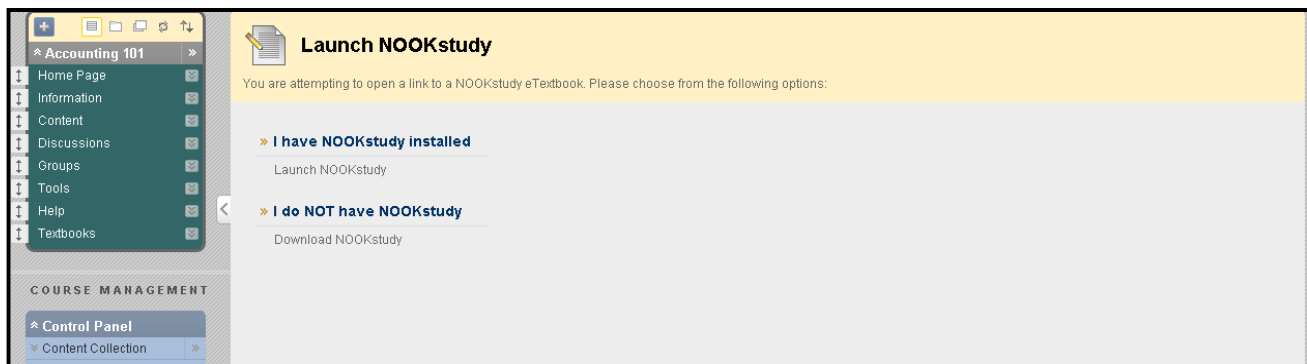 Accounting 101
Home Page
Information
Content
Discussions
Groups
Tools
Help
Textbooks
COURSE MANAGEMENT
Control Panel
Content Collection
Launch NOOKstudy
You are attempting to open a link to a NOOKstudy eTextbook. Please choose from the following options:
» I have NOOKstudy installed
Launch NOOKstudy
» I do NOT have NOOKstudy
Download NOOKstudy